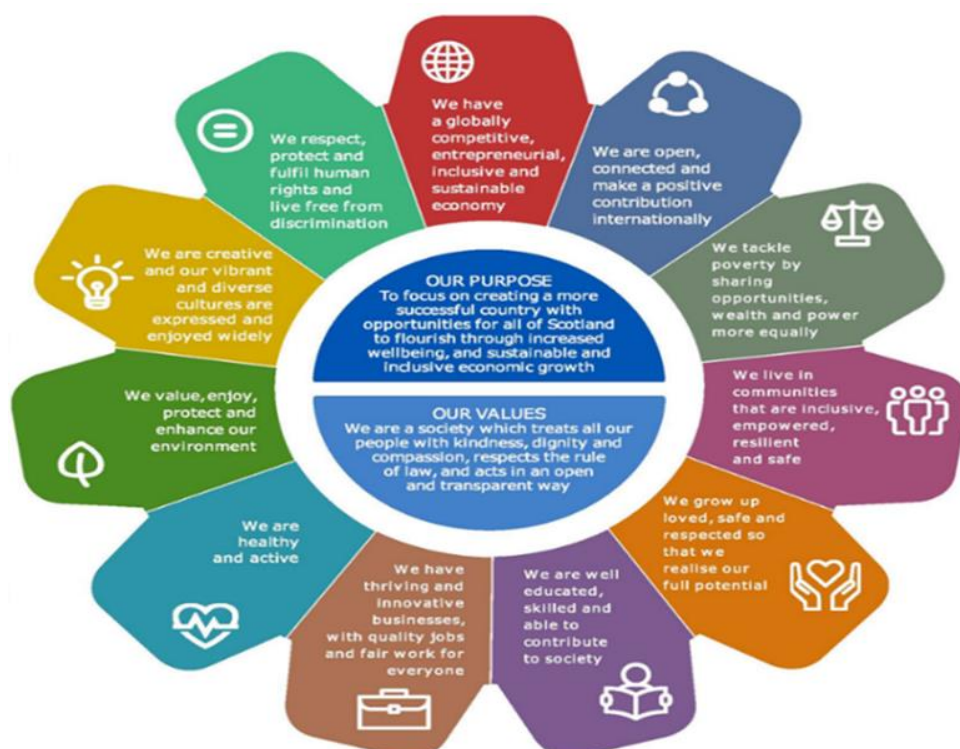 We have
a globally
competitive,
entrepreneurial,
inclusive and
sustainable
economy
We are open,
connected and
make a positive
contribution
internationally
We tackle
poverty by
sharing
opportunities,
wealth and power
more equally
We live in
communities
that are inclusive,
empowered,
resilient
and safe
We grow up
loved, safe and
respected so
that we
realise our
full potential
We are well
educated,
skilled and
able to
contribute
to society
We have
thriving and
innovative
businesses,
with quality jobs
and fair work for
everyone
We are
healthy
and active
We value, enjoy,
protect and
enhance our
environment
We are creative
and our vibrant
and diverse
cultures are
expressed and
enjoyed widely
We respect,
protect and
fulfil human
rights and
live free from
discrimination
OUR PURPOSE
To focus on creating a more
successful country with
opportunities for all of Scotland
to flourish through increased
wellbeing, and sustainable and
inclusive economic growth
OUR VALUES
We are a society which treats all our
people with kindness, dignity and
compassion, respects the rule
of law, and acts in an open
and transparent way